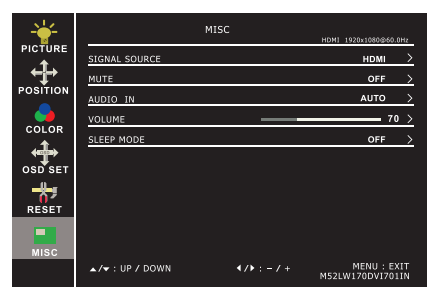 MISC
HDMI 1920x1080@60.0Hz
PICTURE
POSITION
COLOR
OSD SET
RESET
MISC
SIGNAL SOURCE HDMI >
MUTE OFF >
AUDIO IN AUTO >
VOLUME 70 >
SLEEP MODE OFF >
▲/▼ : UP / DOWN ◀/▶ : – / + MENU : EXIT
M52LW170DVI701IN